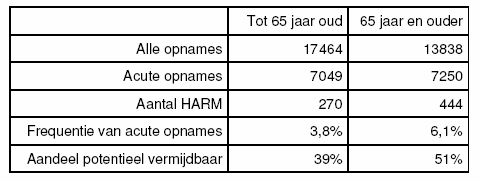 Tot 65 jaar oud 65 jaar en ouder
Alle opnames 17464 13838
Acute opnames 7049 7250
Aantal HARM 270 444
Frequentie van acute opnames 3,8% 6,1%
Aandeel potentieel vermijdbaar 39% 51%